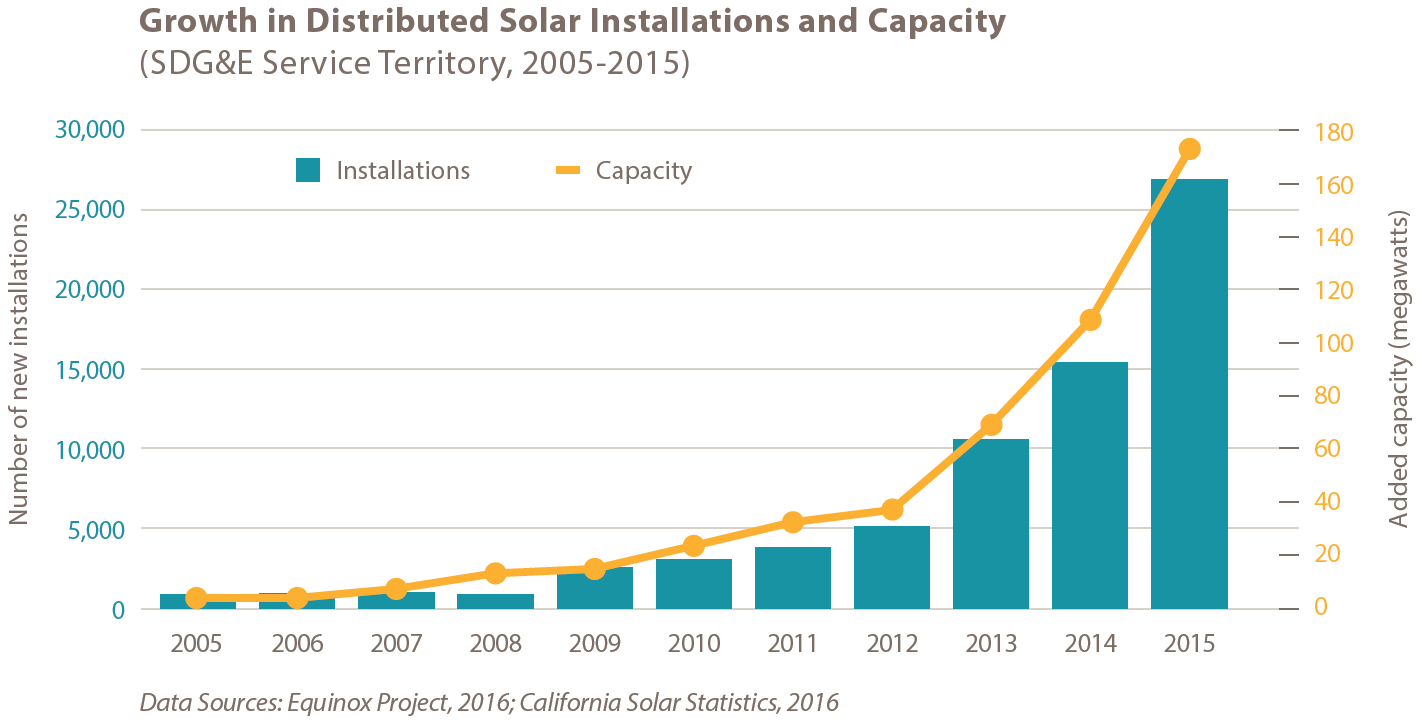 Growth in Distributed Solar Installations and Capacity
(SDG&E Service Territory, 2005-2015)
30,000
25,000
20,000
15,000
10,000
5,000
0
Number of new installations
Installations
Capacity
180
160
140
120
100
80
60
40
20
0
Added capacity (megawatts)
2005 2006 2007 2008 2009 2010 2011 2012 2013 2014 2015
Data Sources: Equinox Project, 2016; California Solar Statistics, 2016